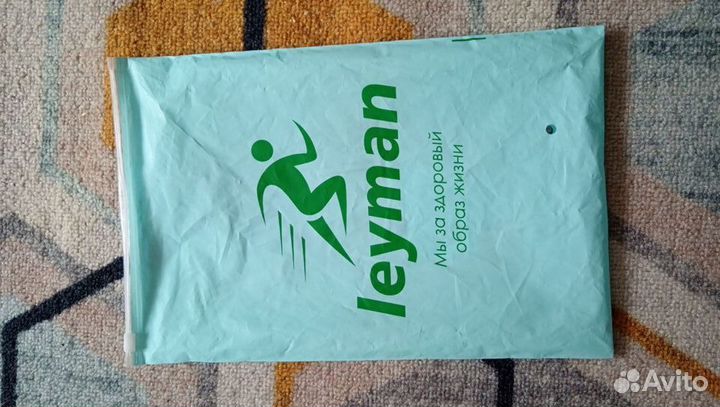 leyman
Мы за здоровый
образ жизни
Avito